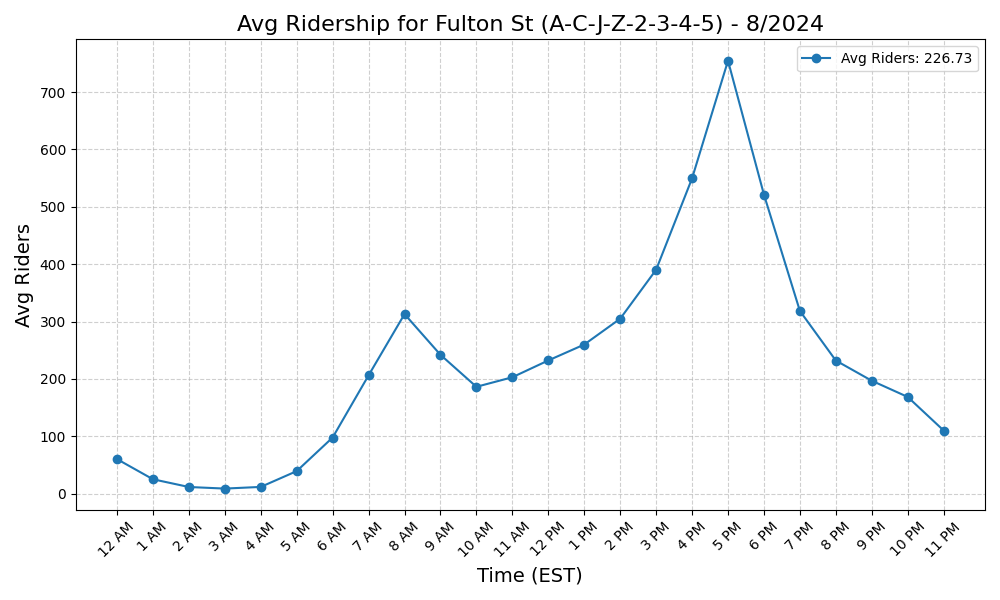 Avg Ridership for Fulton St (A-C-J-Z-2-3-4-5) - 8/2024
Avg Riders: 226.73
Avg Riders
700
600
500
400
300
200
100
0
12 AM
1 AM
2 AM
3 AM
4 AM
5 AM
6 AM
7 AM
8 AM
9 AM
10 AM
11 AM
12 PM
1 PM
2 PM
3 PM
4 PM
5 PM
6 PM
7 PM
8 PM
9 PM
10 PM
11 PM
Time (EST)